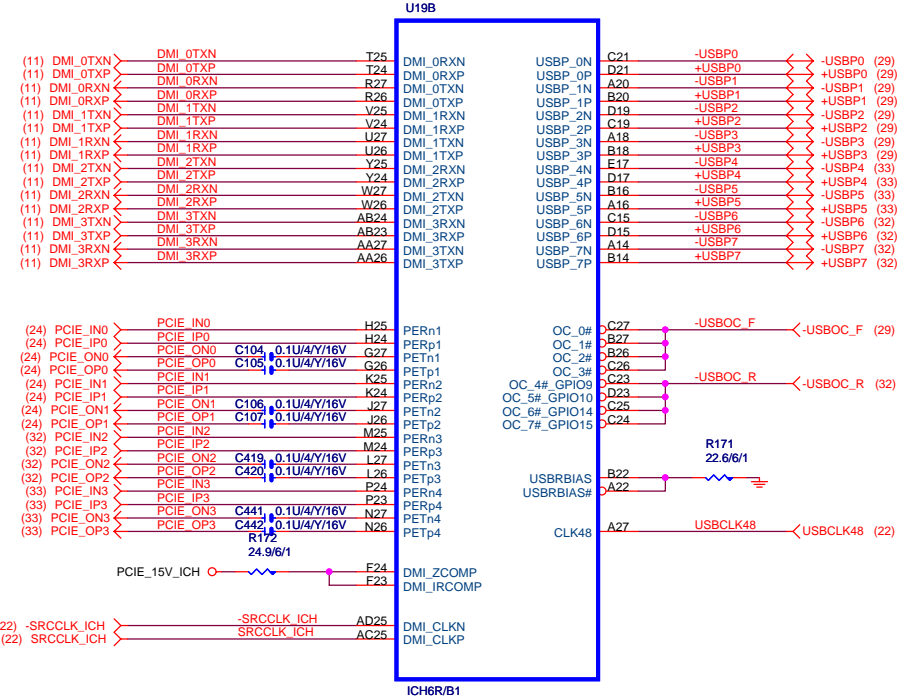 U19B
(11) DMI_0TXN DMI_0TXN T25 DMI_0RXN USBP_0N C21 -USBP0 -USBP0 (29)
(11) DMI_0TXP DMI_0TXP T24 DMI_0RXP USBP_0P D21 +USBP0 +USBP0 (29)
(11) DMI_0RXN DMI_0RXN R27 DMI_0TXN USBP_1N A20 -USBP1 -USBP1 (29)
(11) DMI_0RXP DMI_0RXP R26 DMI_0TXP USBP_1P B20 +USBP1 +USBP1 (29)
(11) DMI_1TXN DMI_1TXN V25 DMI_1RXN USBP_2N D19 -USBP2 -USBP2 (29)
(11) DMI_1TXP DMI_1TXP V24 DMI_1RXP USBP_2P C19 +USBP2 +USBP2 (29)
(11) DMI_1RXN DMI_1RXN U27 DMI_1TXN USBP_3N A18 -USBP3 -USBP3 (29)
(11) DMI_1RXP DMI_1RXP U26 DMI_1TXP USBP_3P B18 +USBP3 +USBP3 (29)
(11) DMI_2TXN DMI_2TXN Y25 DMI_2RXN USBP_4N E17 -USBP4 -USBP4 (33)
(11) DMI_2TXP DMI_2TXP Y24 DMI_2RXP USBP_4P D17 +USBP4 +USBP4 (33)
(11) DMI_2RXN DMI_2RXN W27 DMI_2TXN USBP_5N B16 -USBP5 -USBP5 (33)
(11) DMI_2RXP DMI_2RXP W26 DMI_2TXP USBP_5P A16 +USBP5 +USBP5 (33)
(11) DMI_3TXN DMI_3TXN AB24 DMI_3RXN USBP_6N C15 -USBP6 -USBP6 (32)
(11) DMI_3TXP DMI_3TXP AB23 DMI_3RXP USBP_6P D15 +USBP6 +USBP6 (32)
(11) DMI_3RXN DMI_3RXN AA27 DMI_3TXN USBP_7N A14 -USBP7 -USBP7 (32)
(11) DMI_3RXP DMI_3RXP AA26 DMI_3TXP USBP_7P B14 +USBP7 +USBP7 (32)
(24) PCIE_IN0 PCIE_IN0 H25 PERn1 OC_0# C27 -USBOC_F -USBOC_F (29)
(24) PCIE_IP0 PCIE_IP0 H24 PERp1 OC_1# B27
(24) PCIE_ON0 PCIE_ON0 C104 0.1U/4/Y/16V G27 PETn1 OC_2# B26
(24) PCIE_OP0 PCIE_OP0 C105 0.1U/4/Y/16V G26 PETp1 OC_3# C26
(24) PCIE_IN1 PCIE_IN1 K25 PERn2 OC_4#_GPIO9 C23 -USBOC_R -USBOC_R (32)
(24) PCIE_IP1 PCIE_IP1 K24 PERp2 OC_5#_GPIO10 D23
(24) PCIE_ON1 PCIE_ON1 C106 0.1U/4/Y/16V J27 PETn2 OC_6#_GPIO14 C25
(24) PCIE_OP1 PCIE_OP1 C107 0.1U/4/Y/16V J26 PETp2 OC_7#_GPIO15 C24
(32) PCIE_IN2 PCIE_IN2 M25 PERn3
(32) PCIE_IP2 PCIE_IP2 M24 PERp3
(32) PCIE_ON2 PCIE_ON2 C419 0.1U/4/Y/16V L27 PETn3
(32) PCIE_OP2 PCIE_OP2 C420 0.1U/4/Y/16V L26 PETp3 USBRBIAS B22 R171 22.6/6/1
(33) PCIE_IN3 PCIE_IN3 P24 PERn4 USBRBIAS# A22
(33) PCIE_IP3 PCIE_IP3 P23 PERp4
(33) PCIE_ON3 PCIE_ON3 C441 0.1U/4/Y/16V N27 PETn4
(33) PCIE_OP3 PCIE_OP3 C442 0.1U/4/Y/16V N26 PETp4 CLK48 A27 USBCLK48 USBCLK48 (22)
R172
24.9/6/1
PCIE_15V_ICH F24 DMI_ZCOMP
F23 DMI_IRCOMP
22) -SRCCLK_ICH -SRCCLK_ICH AD25 DMI_CLKN
(22) SRCCLK_ICH SRCCLK_ICH AC25 DMI_CLKP
ICH6R/B1